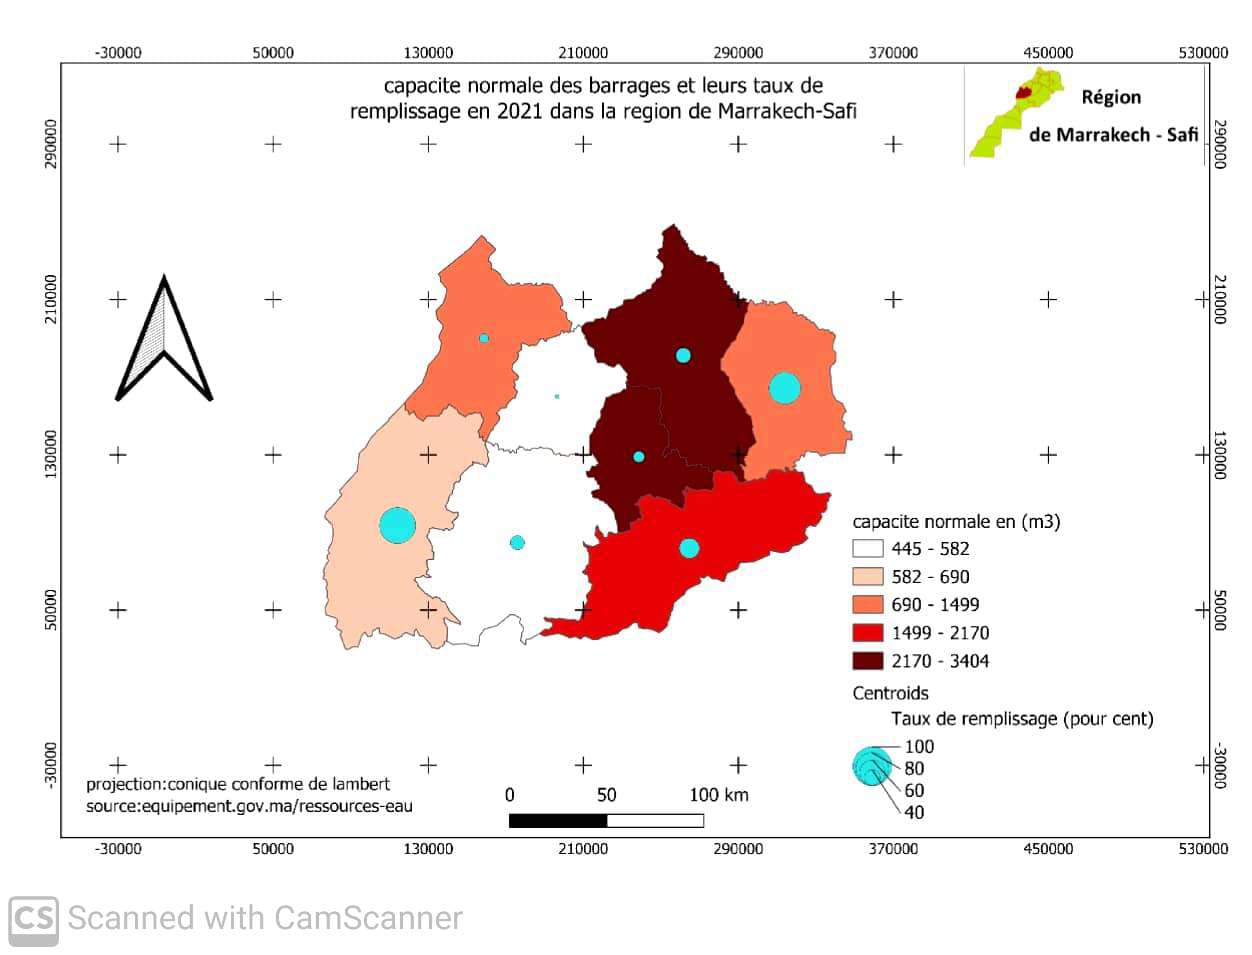 -30000 50000 130000 210000 290000 370000 450000 530000
capacite normale des barrages et leurs taux de
remplissage en 2021 dans la region de Marrakech-Safi
Région
de Marrakech - Safi
290000 290000
210000 210000
130000 130000
50000 50000
-30000 -30000
capacite normale en (m3)
445 - 582
582 - 690
690 - 1499
1499 - 2170
2170 - 3404
Centroids
Taux de remplissage (pour cent)
100
80
60
40
projection:conique conforme de lambert
source:equipement.gov.ma/ressources-eau
0 50 100 km
-30000 50000 130000 210000 290000 370000 450000 530000
CS Scanned with CamScanner